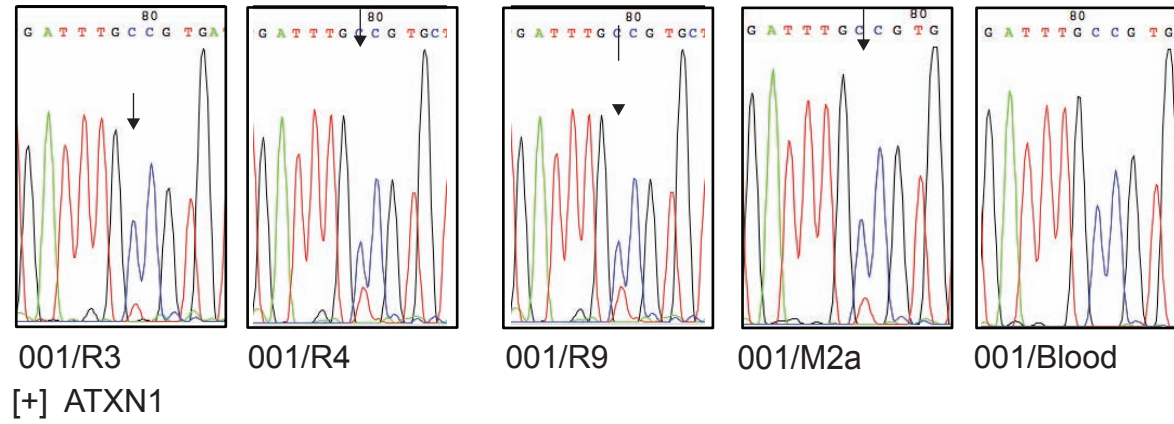 80 80 80 80 80
G A T T T G C C G T G A G A T T T G C C G T G C T G A T T T G C C G T G C T G A T T T G C C G T G G A T T T G C C G T G
001/R3 001/R4 001/R9 001/M2a 001/Blood
[+] ATXN1